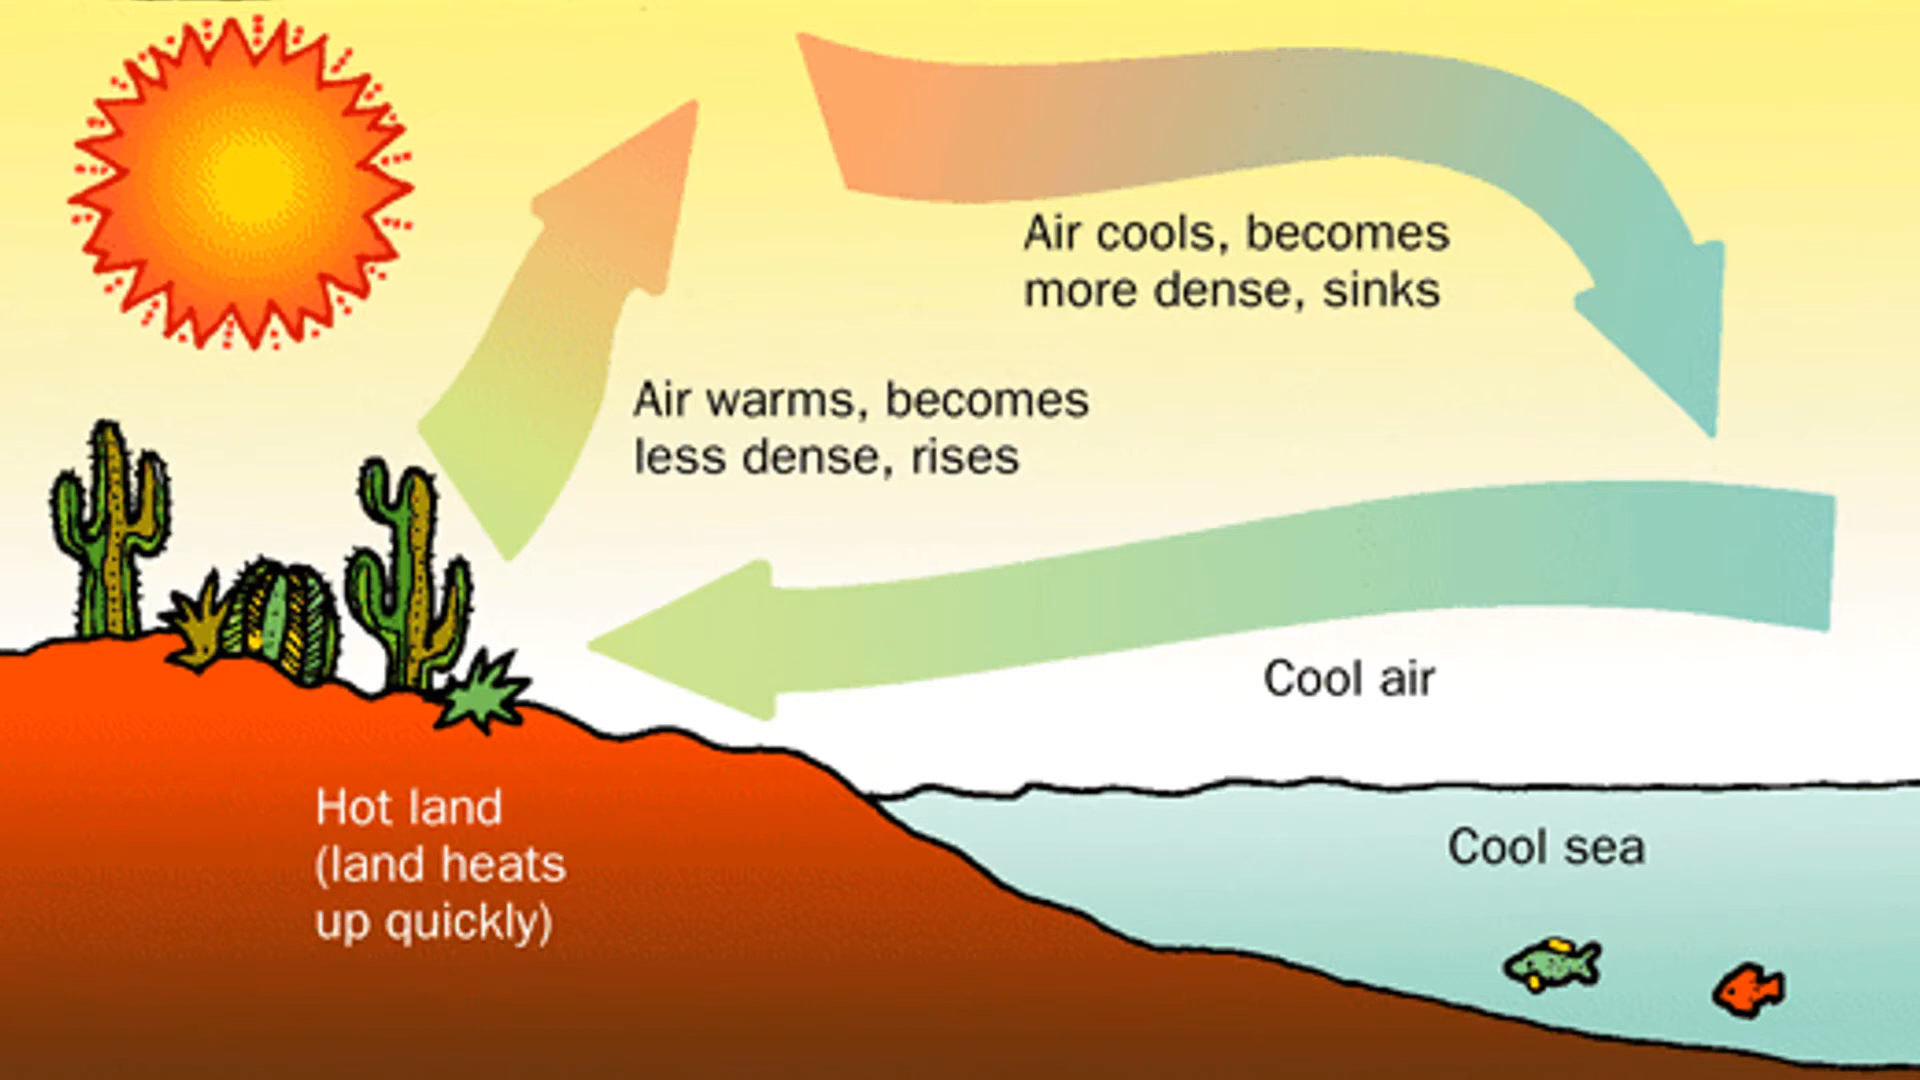 Air cools, becomes
more dense, sinks
Air warms, becomes
less dense, rises
Cool air
Hot land
(land heats
up quickly)
Cool sea